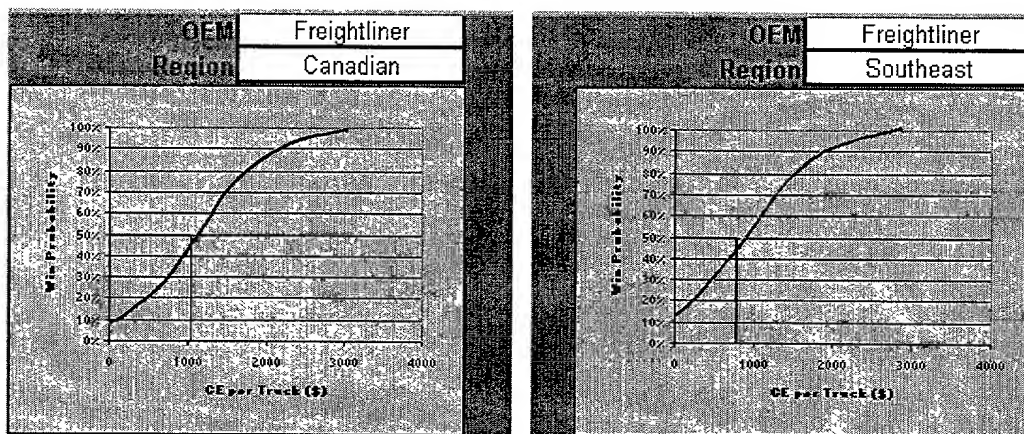 OEM Freightliner
Region Canadian
Win Probability
100%
90%
80%
70%
60%
50%
40%
30%
20%
10%
0%
0 1000 2000 3000 4000
CE per Truck ($)
OEM Freightliner
Region Southeast
Win Probability
100%
90%
80%
70%
60%
50%
40%
30%
20%
10%
0%
0 1000 2000 3000 4000
CE per Truck ($)